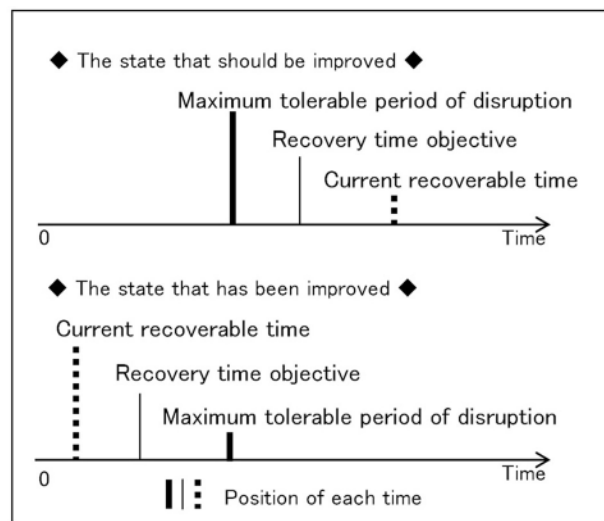 ◆ The state that should be improved ◆
Maximum tolerable period of disruption
Recovery time objective
Current recoverable time
0 Time
◆ The state that has been improved ◆
Current recoverable time
Recovery time objective
Maximum tolerable period of disruption
0 Time
Position of each time